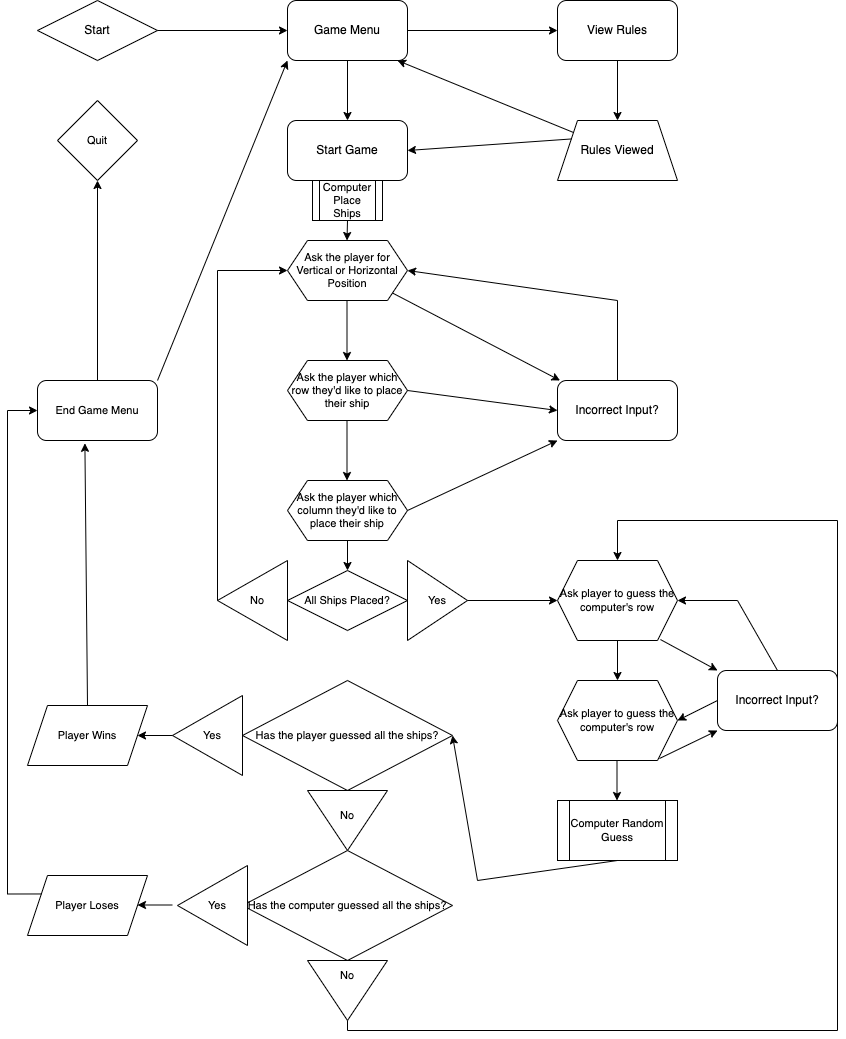 Start
Game Menu
View Rules
Quit
Start Game
Rules Viewed
Computer
Place
Ships
Ask the player for
Vertical or Horizontal
Position
End Game Menu
Ask the player which
row they'd like to place
their ship
Incorrect Input?
Ask the player which
column they'd like to
place their ship
No
All Ships Placed?
Yes
Ask player to guess the
computer's row
Incorrect Input?
Ask player to guess the
computer's row
Player Wins
Yes
Has the player guessed all the ships?
No
Computer Random
Guess
Player Loses
Yes
Has the computer guessed all the ships?
No